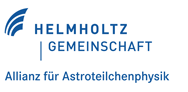 HELMHOLTZ
GEMEINSCHAFT
Allianz für Astroteilchenphysik